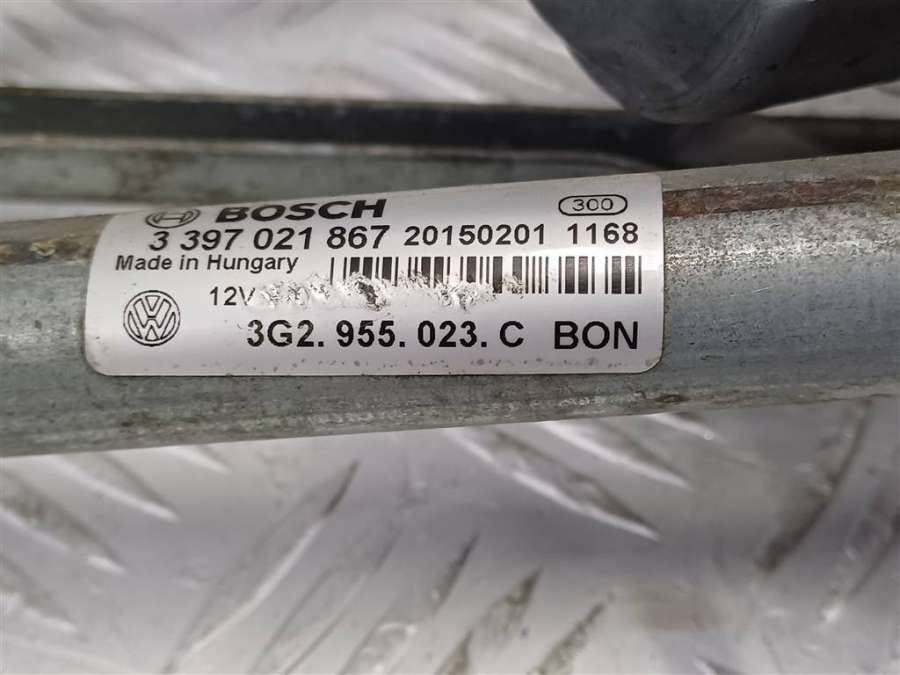 BOSCH 300
3 397 021 867 20150201 1168
Made in Hungary
12V
3G2. 955. 023. C BON